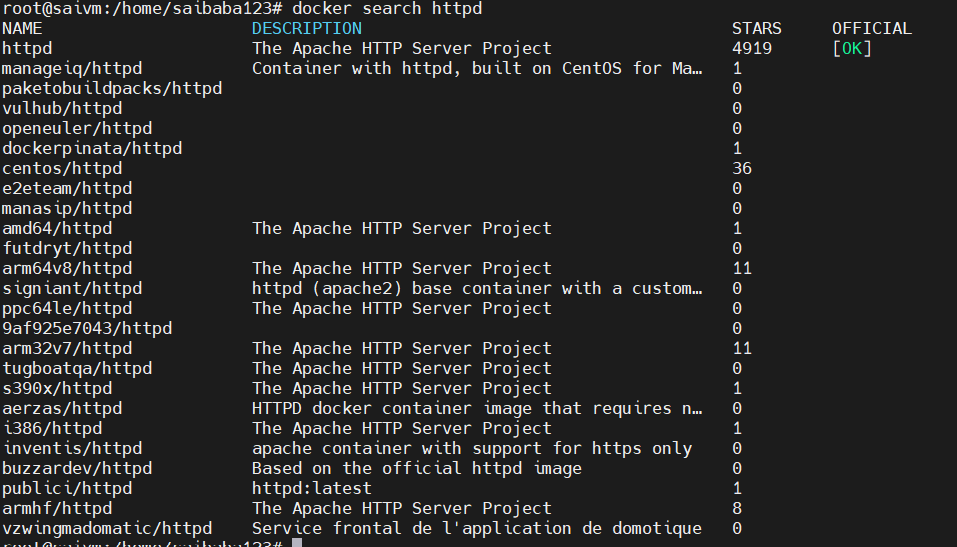 root@saivm:/home/saibaba123# docker search httpd
NAME DESCRIPTION STARS OFFICIAL
httpd The Apache HTTP Server Project 4919 [OK]
manageiq/httpd Container with httpd, built on CentOS for Ma… 1
paketobuildpacks/httpd 0
vulhub/httpd 0
openeuler/httpd 0
dockerpinata/httpd 1
centos/httpd 36
e2eteam/httpd 0
manasip/httpd 0
amd64/httpd The Apache HTTP Server Project 1
futdryt/httpd 0
arm64v8/httpd The Apache HTTP Server Project 11
signiant/httpd httpd (apache2) base container with a custom… 0
ppc64le/httpd The Apache HTTP Server Project 0
9af925e7043/httpd 0
arm32v7/httpd The Apache HTTP Server Project 11
tugboatqa/httpd The Apache HTTP Server Project 0
s390x/httpd The Apache HTTP Server Project 1
aerzas/httpd HTTPD docker container image that requires n… 0
i386/httpd The Apache HTTP Server Project 1
inventis/httpd apache container with support for https only 0
buzzardev/httpd Based on the official httpd image 0
publici/httpd httpd:latest 1
armhf/httpd The Apache HTTP Server Project 8
vzwingmadomatic/httpd Service frontal de l'application de domotique 0
root@saivm:/home/saibaba123#